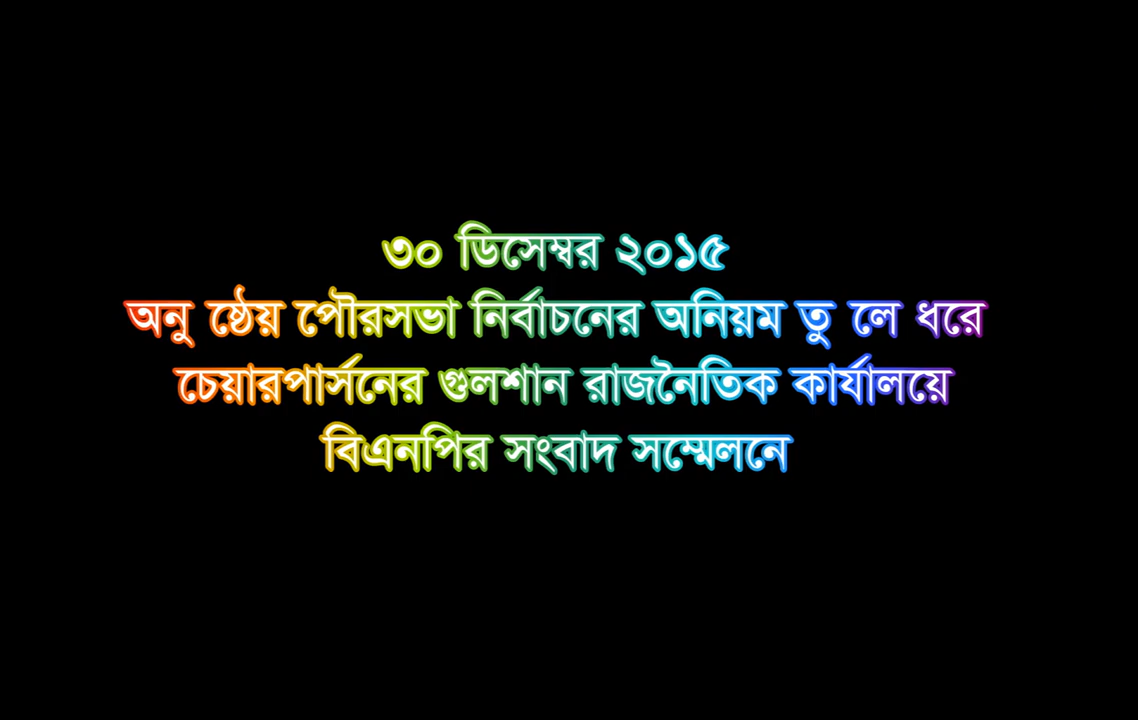 ৩০ ডিসেম্বর ২০১৫
অনু ষ্ঠেয় পৌরসভা নির্বাচনের অনিয়ম তু লে ধরে
চেয়ারপার্সনের গুলশান রাজনৈতিক কার্যালয়ে
বিএনপির সংবাদ সম্মেলনে